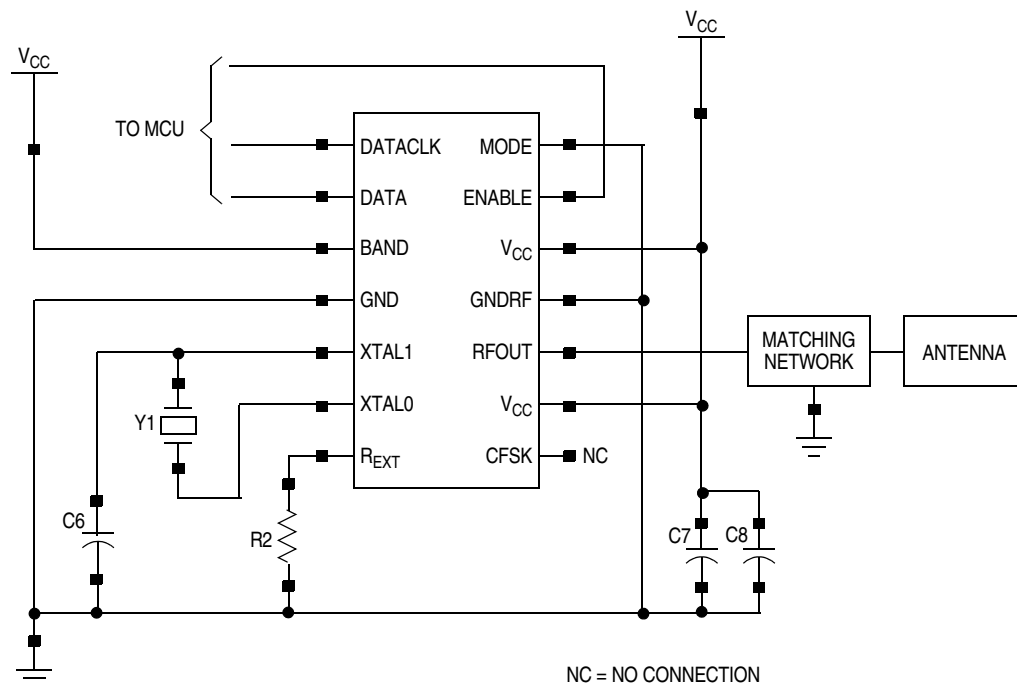 VCC
VCC
TO MCU
DATACLK
MODE
DATA
ENABLE
BAND
VCC
GND
GNDRF
XTAL1
RFOUT
MATCHING
NETWORK
ANTENNA
XTAL0
VCC
Y1
REXT
CFSK
NC
C6
R2
C7
C8
NC = NO CONNECTION